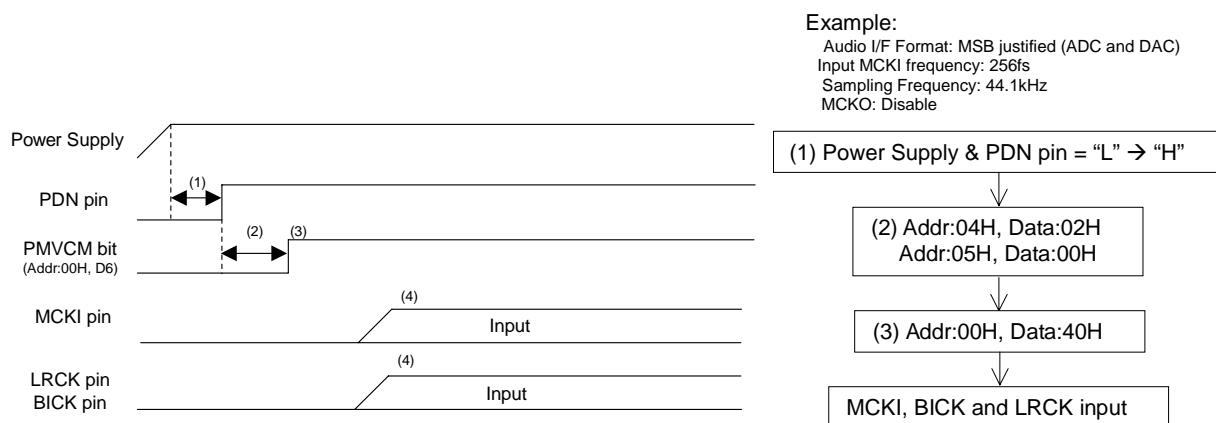 Example:
Audio I/F Format: MSB justified (ADC and DAC)
Input MCKI frequency: 256fs
Sampling Frequency: 44.1kHz
MCKO: Disable
Power Supply
(1)
PDN pin
(2)
(3)
PMVCM bit
(Addr:00H, D6)
(4)
MCKI pin
Input
(4)
LRCK pin
BICK pin
Input
(1) Power Supply & PDN pin = “L” → “H”
(2) Addr:04H, Data:02H
Addr:05H, Data:00H
(3) Addr:00H, Data:40H
MCKI, BICK and LRCK input